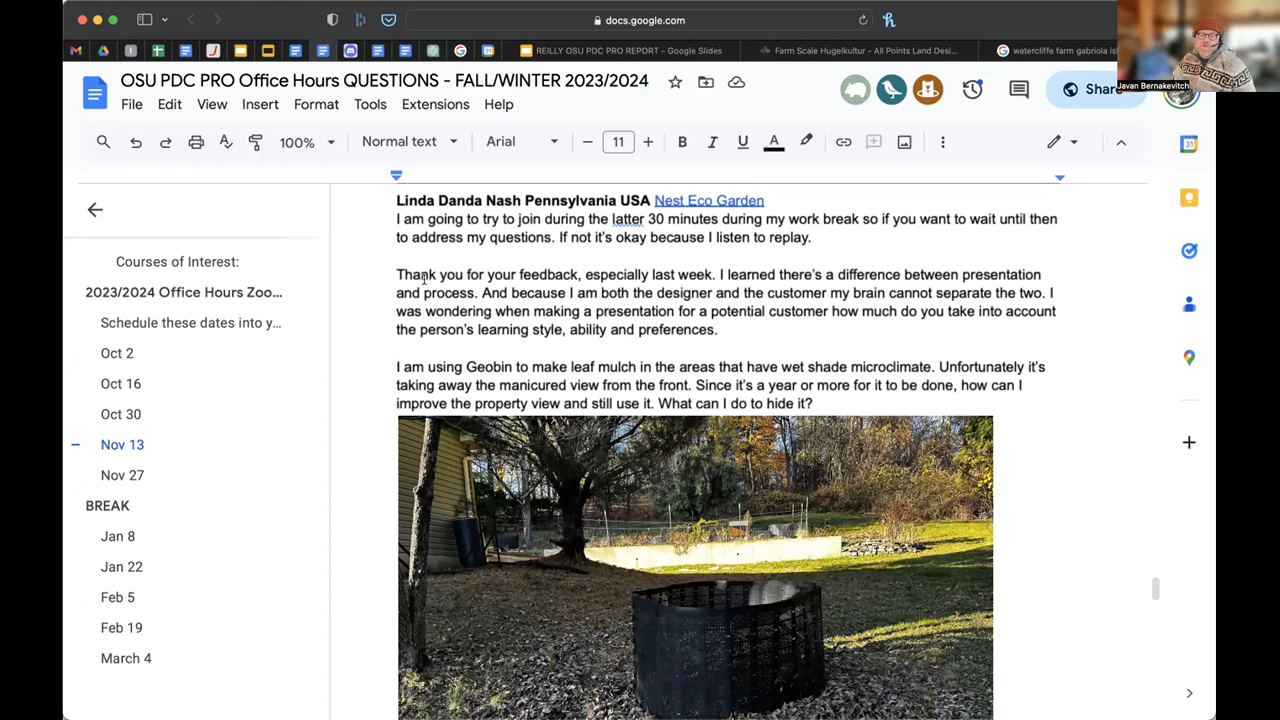 docs.google.com
REILLY OSU PDC PRO REPORT - Google Slides
Farm Scale Hugelkultur - All Points Land Desi...
watercliffe farm gabriola ist
Javan Bernakevitch
OSU PDC PRO Office Hours QUESTIONS - FALL/WINTER 2023/2024
File Edit View Insert Format Tools Extensions Help
Share
100% Normal text Arial 11 B I U A
31
Courses of Interest:
2023/2024 Office Hours Zoo...
Schedule these dates into y...
Oct 2
Oct 16
Oct 30
Nov 13
Nov 27
BREAK
Jan 8
Jan 22
Feb 5
Feb 19
March 4
Linda Danda Nash Pennsylvania USA Nest Eco Garden
I am going to try to join during the latter 30 minutes during my work break so if you want to wait until then
to address my questions. If not it's okay because I listen to replay.
Thank you for your feedback, especially last week. I learned there's a difference between presentation
and process. And because I am both the designer and the customer my brain cannot separate the two. I
was wondering when making a presentation for a potential customer how much do you take into account
the person's learning style, ability and preferences.
I am using Geobin to make leaf mulch in the areas that have wet shade microclimate. Unfortunately it's
taking away the manicured view from the front. Since it's a year or more for it to be done, how can I
improve the property view and still use it. What can I do to hide it?